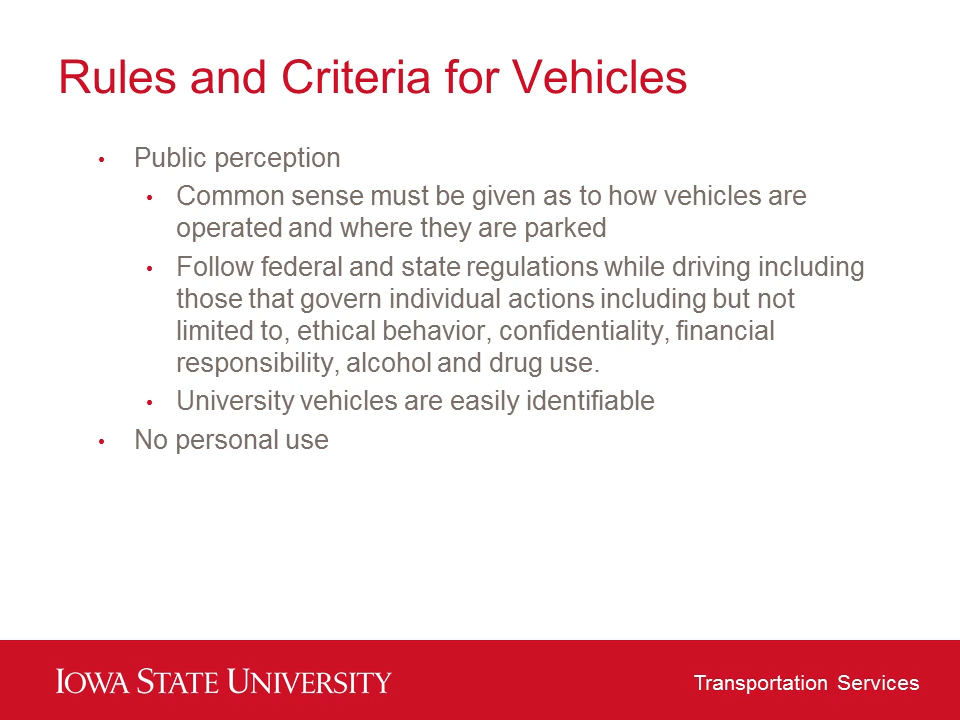 Rules and Criteria for Vehicles
• Public perception
• Common sense must be given as to how vehicles are
operated and where they are parked
• Follow federal and state regulations while driving including
those that govern individual actions including but not
limited to, ethical behavior, confidentiality, financial
responsibility, alcohol and drug use.
• University vehicles are easily identifiable
• No personal use
IOWA STATE UNIVERSITY
Transportation Services